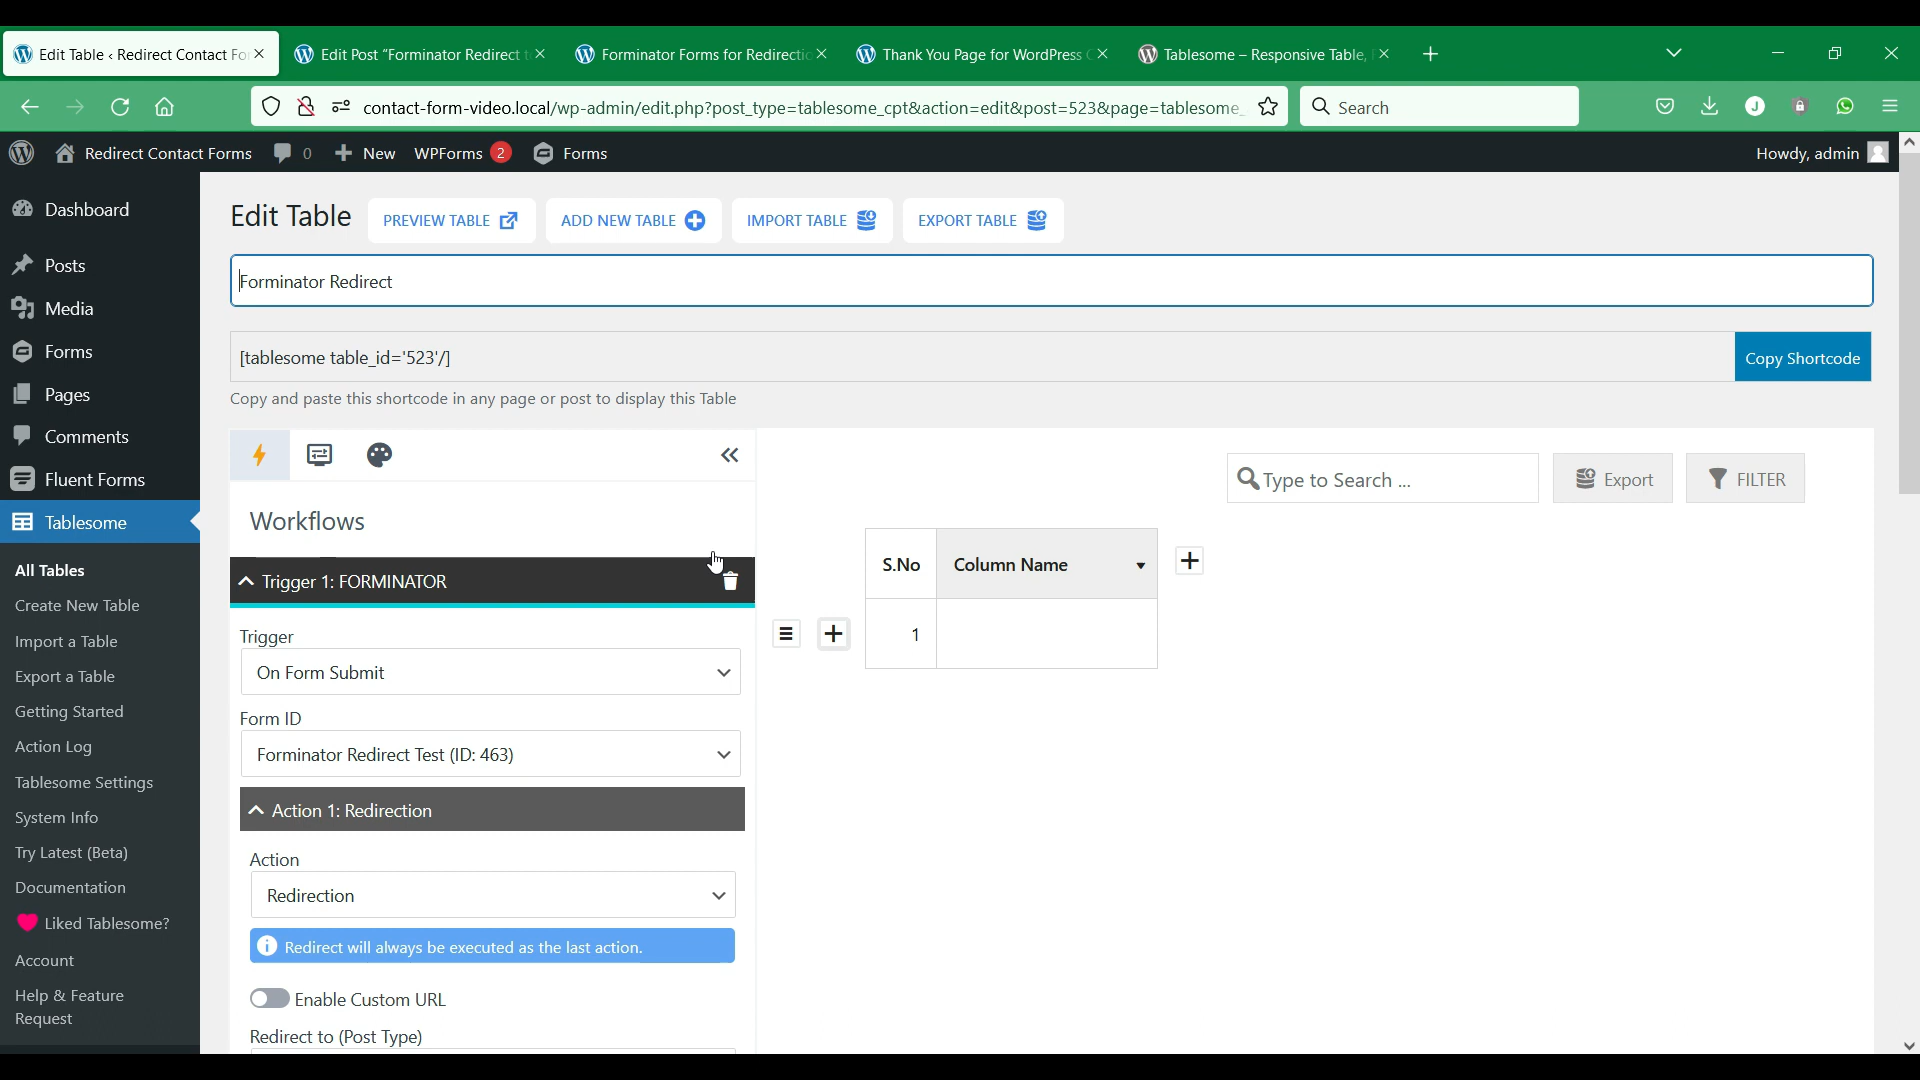 Edit Table ‹ Redirect Contact For
Edit Post "Forminator Redirect t
Forminator Forms for Redirectio
Thank You Page for WordPress C
Tablesome – Responsive Table,
contact-form-video.local/wp-admin/edit.php?post_type=tablesome_cpt&action=edit&post=523&page=tablesome_
Search
Redirect Contact Forms
0
New
WPForms 2
Forms
Howdy, admin
Dashboard
Posts
Media
Forms
Pages
Comments
Fluent Forms
Tablesome
All Tables
Create New Table
Import a Table
Export a Table
Getting Started
Action Log
Tablesome Settings
System Info
Try Latest (Beta)
Documentation
Liked Tablesome?
Account
Help & Feature
Request
Edit Table
PREVIEW TABLE
ADD NEW TABLE
IMPORT TABLE
EXPORT TABLE
Forminator Redirect
[tablesome table_id='523'/]
Copy Shortcode
Copy and paste this shortcode in any page or post to display this Table
Workflows
Trigger 1: FORMINATOR
Trigger
On Form Submit
Form ID
Forminator Redirect Test (ID: 463)
Action 1: Redirection
Action
Redirection
Redirect will always be executed as the last action.
Enable Custom URL
Redirect to (Post Type)
Type to Search ...
Export
FILTER
S.No
Column Name
1
J